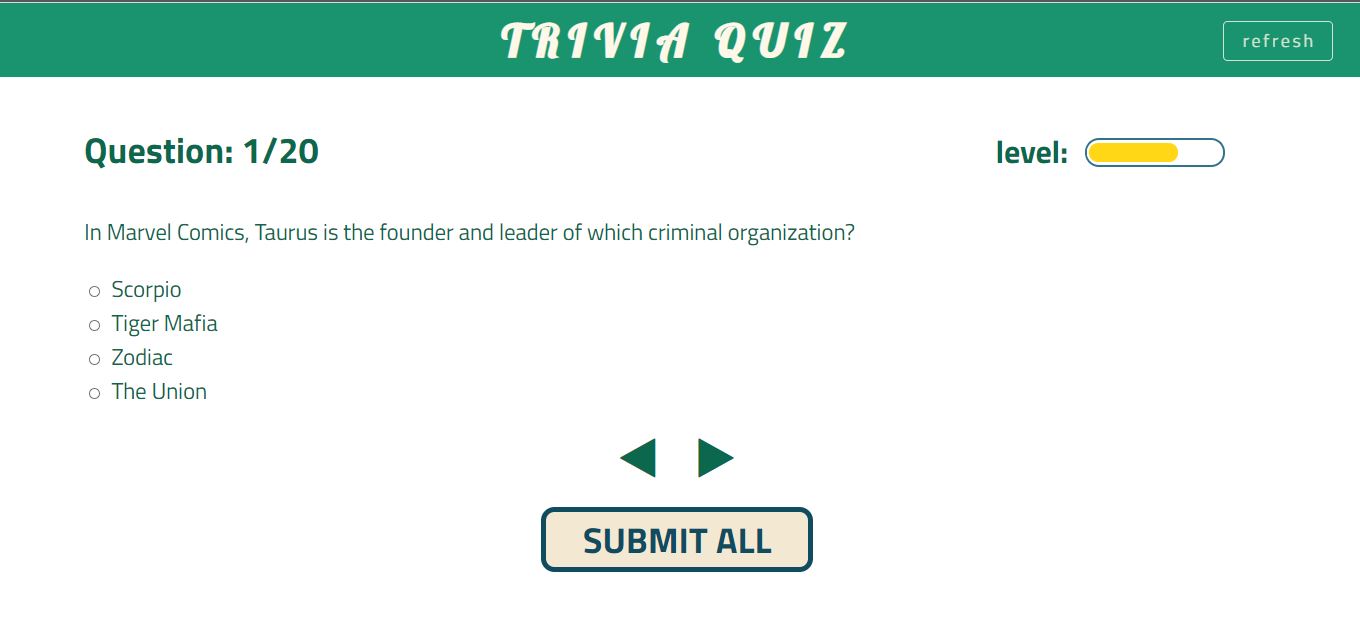 TRIVIA QUIZ
refresh
Question: 1/20
level:
In Marvel Comics, Taurus is the founder and leader of which criminal organization?
Scorpio
Tiger Mafia
Zodiac
The Union
SUBMIT ALL